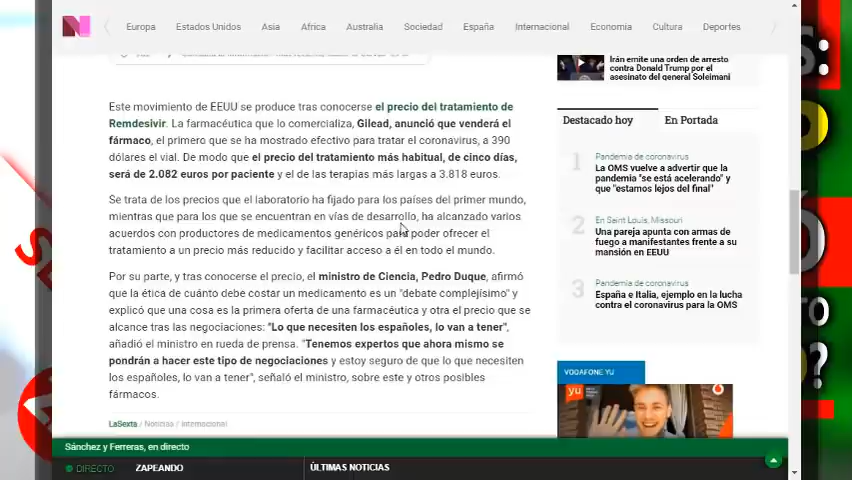 Europa Estados Unidos Asia Africa Australia Sociedad España Internacional Economia Cultura Deportes
Este movimiento de EEUU se produce tras conocerse el precio del tratamiento de
Remdesivir. La farmacéutica que lo comercializa, Gilead, anunció que venderá el
fármaco, el primero que se ha mostrado efectivo para tratar el coronavirus, a 390
dólares el vial. De modo que el precio del tratamiento más habitual, de cinco días,
será de 2.082 euros por paciente y el de las terapias más largas a 3.818 euros.
Se trata de los precios que el laboratorio ha fijado para los países del primer mundo,
mientras que para los que se encuentran en vías de desarrollo, ha alcanzado varios
acuerdos con productores de medicamentos genéricos para poder ofrecer el
tratamiento a un precio más reducido y facilitar acceso a él en todo el mundo.
Por su parte, y tras conocerse el precio, el ministro de Ciencia, Pedro Duque, afirmó
que la ética de cuánto debe costar un medicamento es un "debate complejísimo" y
explicó que una cosa es la primera oferta de una farmacéutica y otra el precio que se
alcance tras las negociaciones: "Lo que necesiten los españoles, lo van a tener",
añadió el ministro en rueda de prensa. "Tenemos expertos que ahora mismo se
pondrán a hacer este tipo de negociaciones y estoy seguro de que lo que necesiten
los españoles, lo van a tener", señaló el ministro, sobre este y otros posibles
fármacos.
LaSexta / Noticias / Internacional
Irán emite una orden de arresto
contra Donald Trump por el
asesinato del general Soleimani
Destacado hoy En Portada
1 Pandemia de coronavirus
La OMS vuelve a advertir que la
pandemia "se está acelerando" y
que "estamos lejos del final"
2 En Saint Louis, Missouri
Una pareja apunta con armas de
fuego a manifestantes frente a su
mansión en EEUU
3 Pandemia de coronavirus
España e Italia, ejemplo en la lucha
contra el coronavirus para la OMS
VODAFONE YU
yu
Sánchez y Ferreras, en directo
DIRECTO ZAPEANDO ÚLTIMAS NOTICIAS